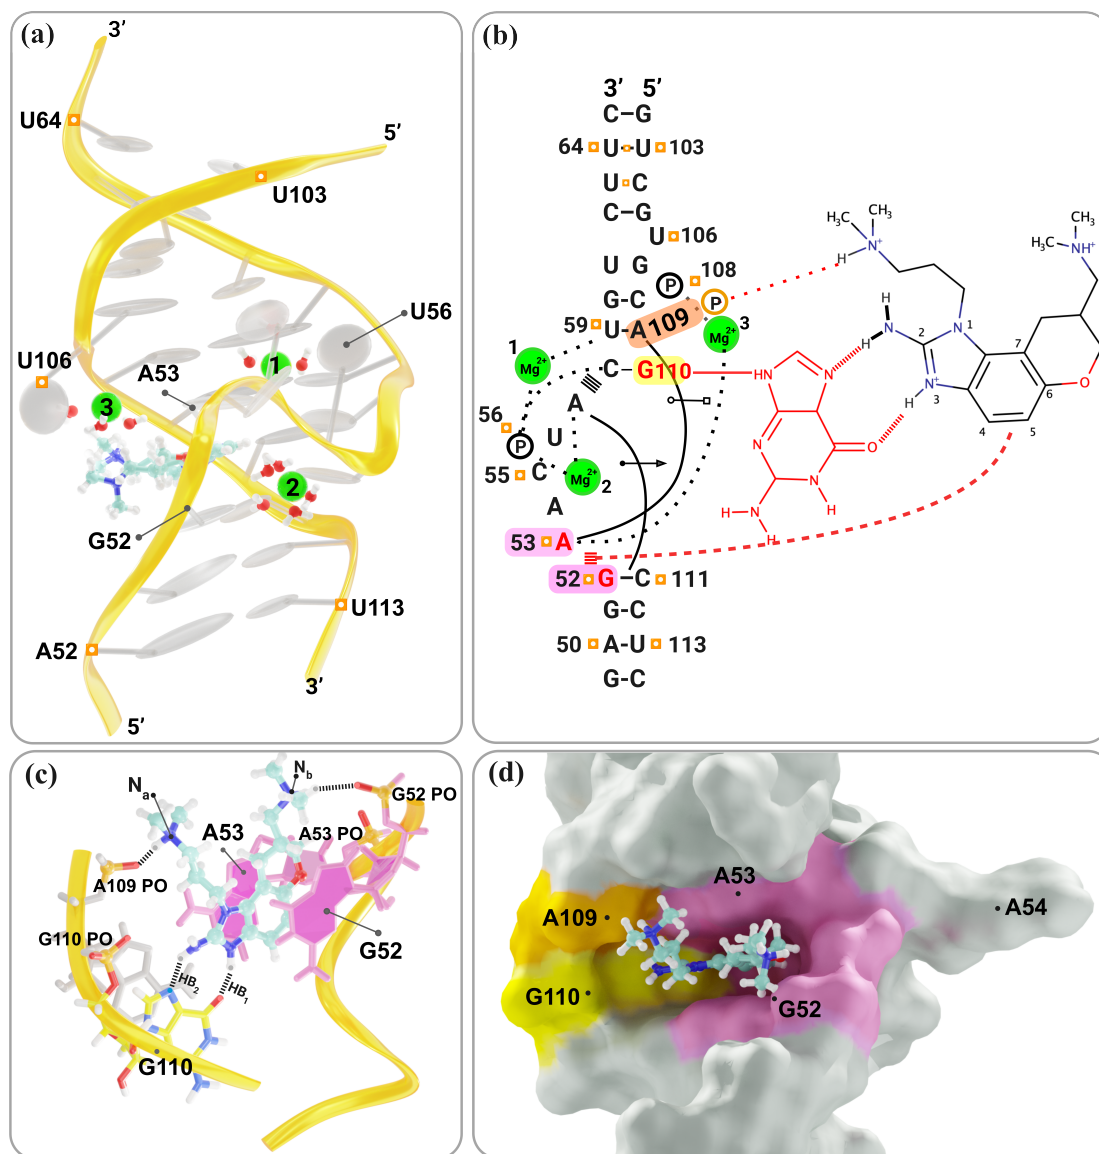 (a)
3’
U64
5’
U103
U56
U106
A53
1
3
2
G52
U113
A52
3’
5’
(b)
3’ 5’
C–G
64 U-U 103
U C
C G
U 106
U G
P 108
G C P
59 U-A 109 Mg2+ 3
1 Mg2+
C–G110
A
56
P U
55 C Mg2+ 2
A
53 A
52 G–C 111
G-C
50 A-U 113
G-C
H3C CH3
H N+
H
H N
2 N 1
N+ 3
H
7
6
4 5
O
CH3
H3C NH+
HN N
N O
N
H N H
H
(c)
Na
Nb
G52 PO
A53
A53 PO
A109 PO
G110 PO
G52
HB2
HB1
G110
(d)
A53
A109
A54
G110
G52